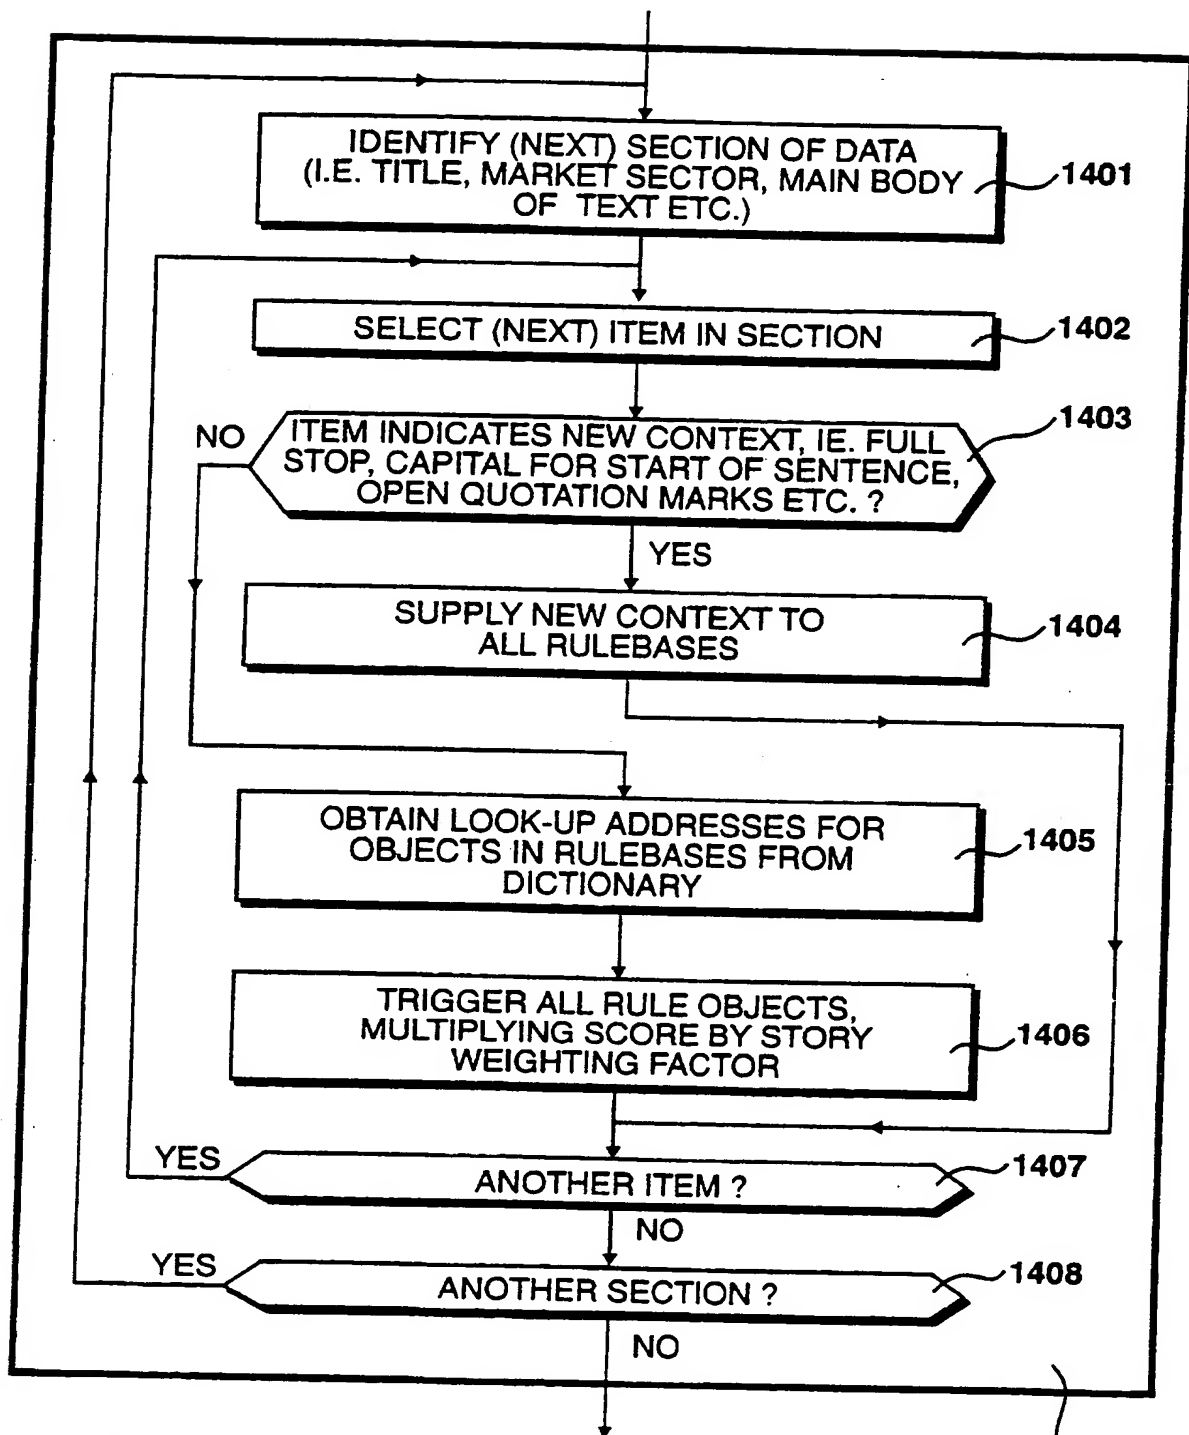 IDENTIFY (NEXT) SECTION OF DATA
(I.E. TITLE, MARKET SECTOR, MAIN BODY
OF TEXT ETC.)
1401
SELECT (NEXT) ITEM IN SECTION
1402
NO
ITEM INDICATES NEW CONTEXT, IE. FULL
STOP, CAPITAL FOR START OF SENTENCE,
OPEN QUOTATION MARKS ETC. ?
1403
YES
SUPPLY NEW CONTEXT TO
ALL RULEBASES
1404
OBTAIN LOOK-UP ADDRESSES FOR
OBJECTS IN RULEBASES FROM
DICTIONARY
1405
TRIGGER ALL RULE OBJECTS,
MULTIPLYING SCORE BY STORY
WEIGHTING FACTOR
1406
YES
ANOTHER ITEM ?
1407
NO
YES
ANOTHER SECTION ?
1408
NO